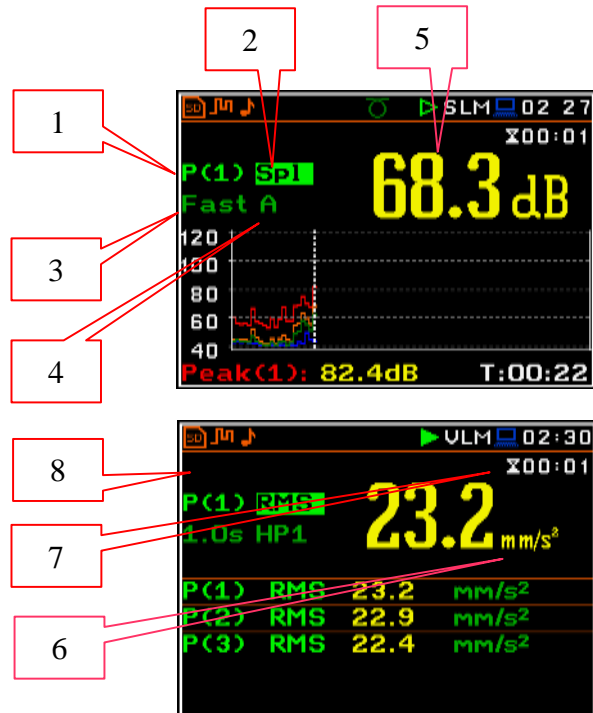 2
5
1
3
4
SD SLM 02 27
00:01
P(1) Spl
68.3 dB
Fast A
120
100
80
60
40
Peak(1): 82.4dB T:00:22
8
7
6
SD VLM 02:30
00:01
P(1) RMS
23.2 mm/s²
1.0s HP1
P(1) RMS 23.2 mm/s²
P(2) RMS 22.9 mm/s²
P(3) RMS 22.4 mm/s²